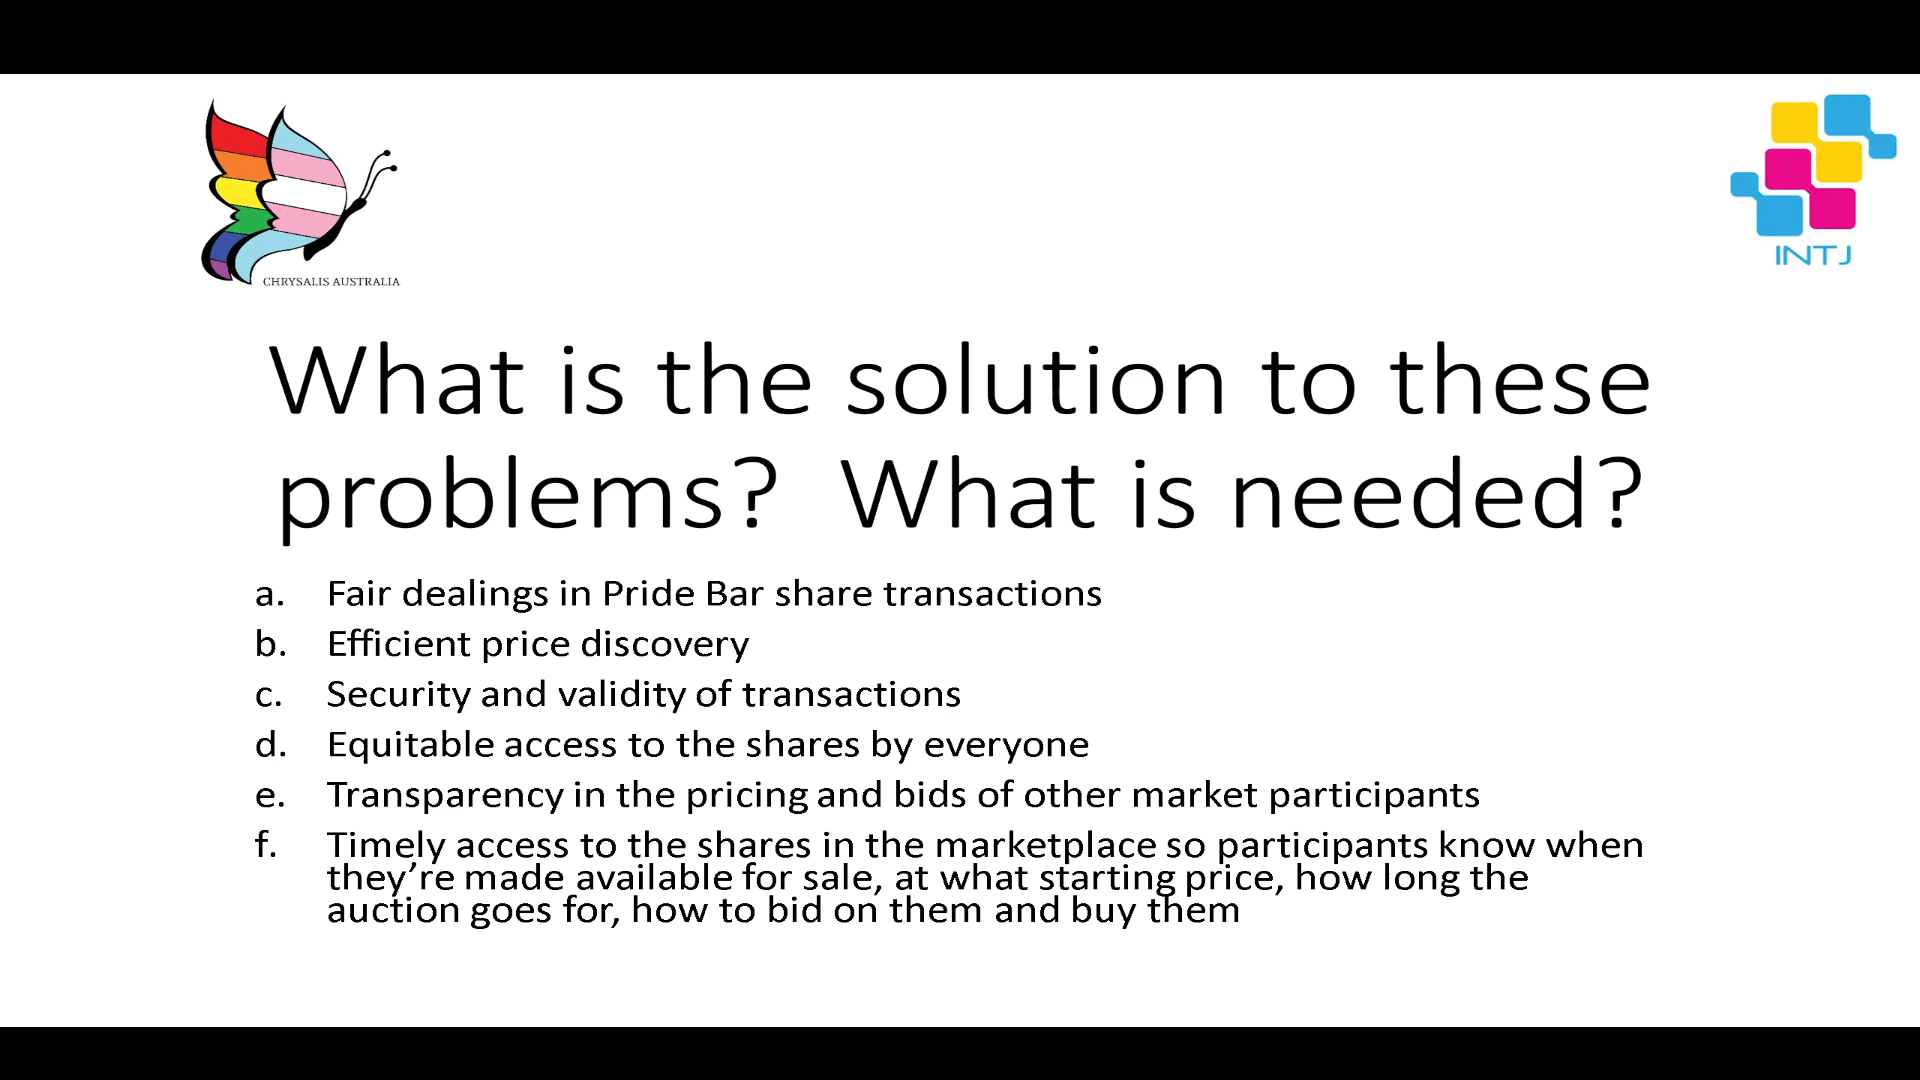 CHRYSALIS AUSTRALIA
INTJ
What is the solution to these
problems?  What is needed?
a. Fair dealings in Pride Bar share transactions
b. Efficient price discovery
c. Security and validity of transactions
d. Equitable access to the shares by everyone
e. Transparency in the pricing and bids of other market participants
f. Timely access to the shares in the marketplace so participants know when
they’re made available for sale, at what starting price, how long the
auction goes for, how to bid on them and buy them